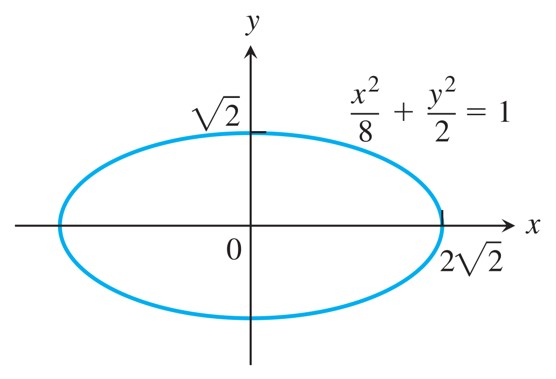 y
√2
x²/8 + y²/2 = 1
x
0
2√2